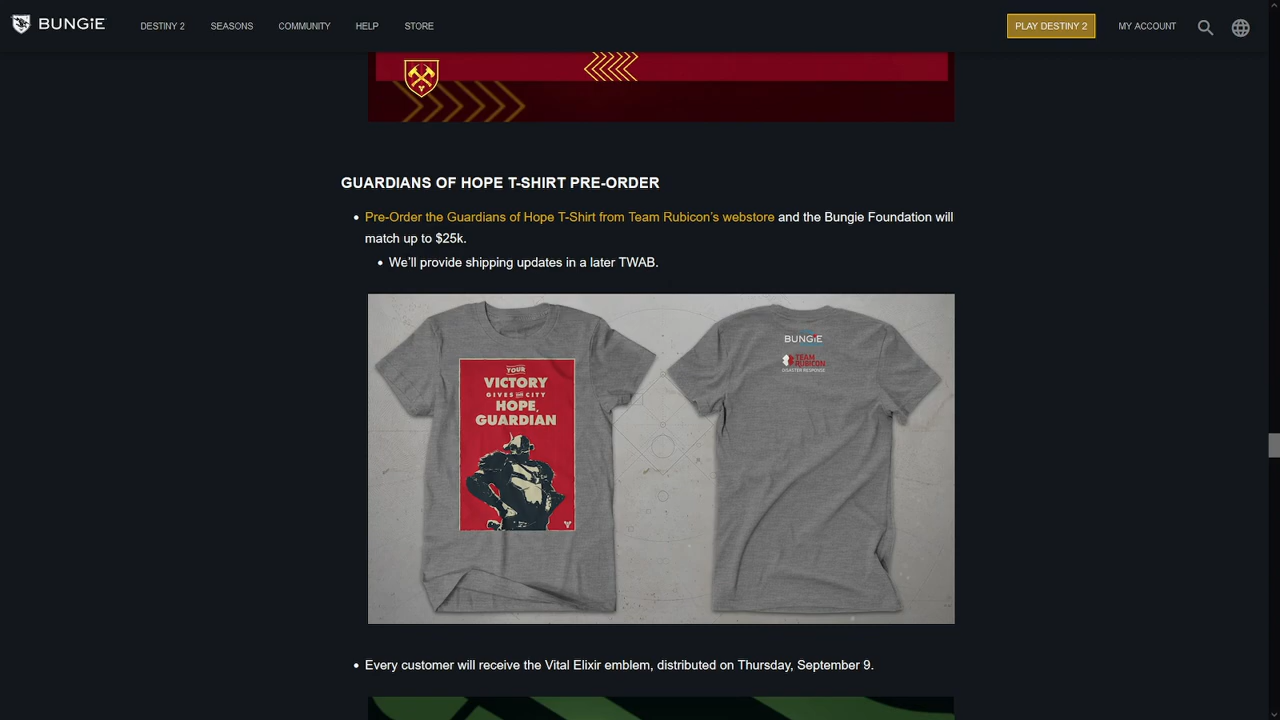 BUNGiE
DESTINY 2
SEASONS
COMMUNITY
HELP
STORE
PLAY DESTINY 2
MY ACCOUNT
GUARDIANS OF HOPE T-SHIRT PRE-ORDER
Pre-Order the Guardians of Hope T-Shirt from Team Rubicon's webstore and the Bungie Foundation will
match up to $25k.
We'll provide shipping updates in a later TWAB.
YOUR
VICTORY
GIVES OUR CITY
HOPE,
GUARDIAN
BUNGiE
TEAM
RUBICON
DISASTER RESPONSE
Every customer will receive the Vital Elixir emblem, distributed on Thursday, September 9.